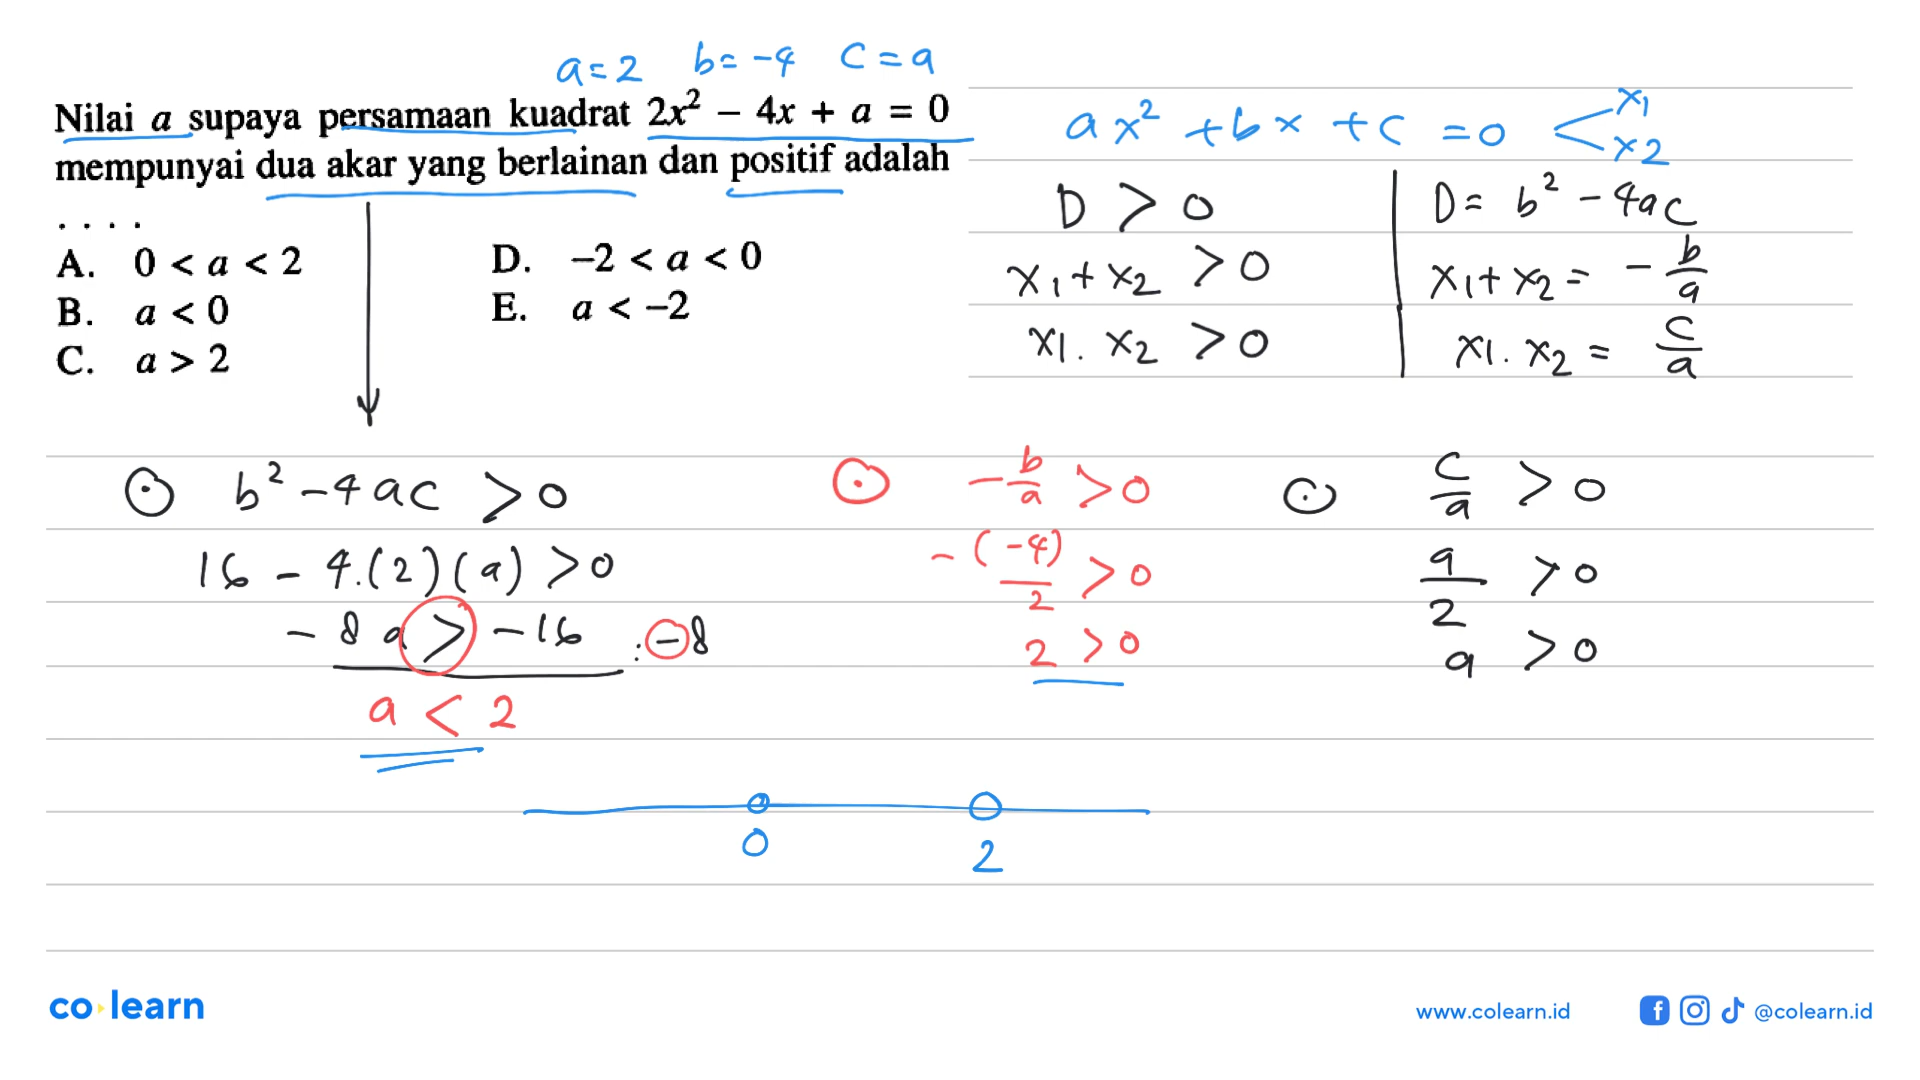 a=2 b=-4 c=a
Nilai a supaya persamaan kuadrat 2x² - 4x + a = 0
mempunyai dua akar yang berlainan dan positif adalah
. . . .
A. 0 < a < 2
B. a < 0
C. a > 2
D. -2 < a < 0
E. a < -2
ax² + bx + c = 0 < x1 x2
D > 0
x1 + x2 > 0
x1 . x2 > 0
D = b² - 4ac
x1 + x2 = - b/a
x1 . x2 = c/a
b² - 4ac > 0
16 - 4.(2)(a) > 0
-8a > -16 : -8
a < 2
- b/a > 0
- (-4)/2 > 0
2 > 0
c/a > 0
a/2 > 0
a > 0
0 2
co learn
www.colearn.id
@colearn.id